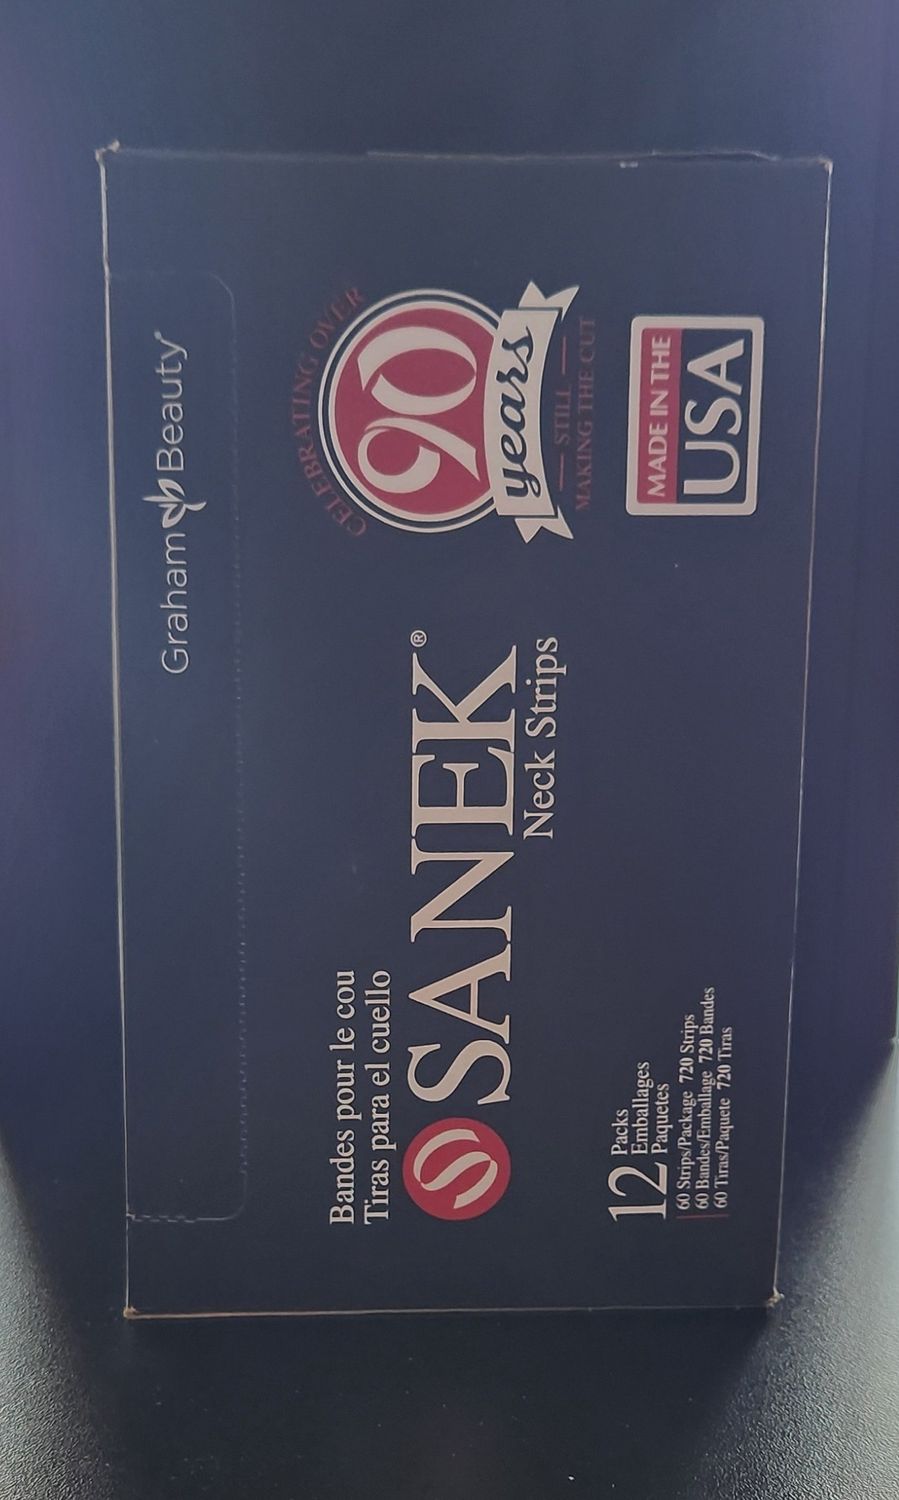 Graham Beauty
Bandes pour le cou
Tiras para el cuello
SANEK®
Neck Strips
CELEBRATING OVER
90
years
STILL
MAKING THE CUT
12 Packs
Emballages
Paquetes
60 Strips/Package 720 Strips
60 Bandes/Emballage 720 Bandes
60 Tiras/Paquete 720 Tiras
MADE IN THE
USA